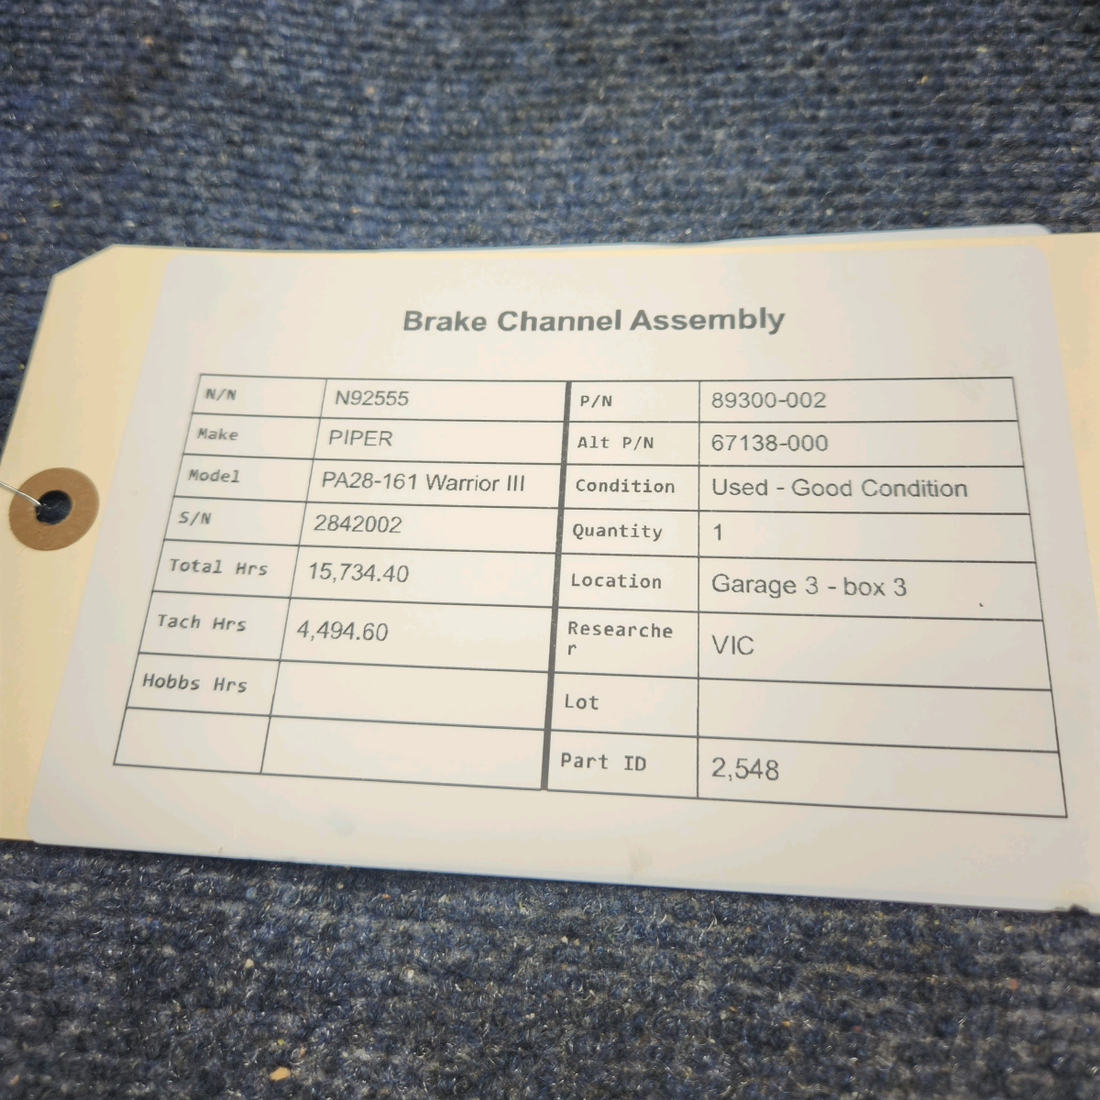 Brake Channel Assembly
N/N N92555 P/N 89300-002
Make PIPER Alt P/N 67138-000
Model PA28-161 Warrior III Condition Used - Good Condition
S/N 2842002 Quantity 1
Total Hrs 15,734.40 Location Garage 3 - box 3
Tach Hrs 4,494.60 Researche
r VIC
Hobbs Hrs Lot
Part ID 2,548